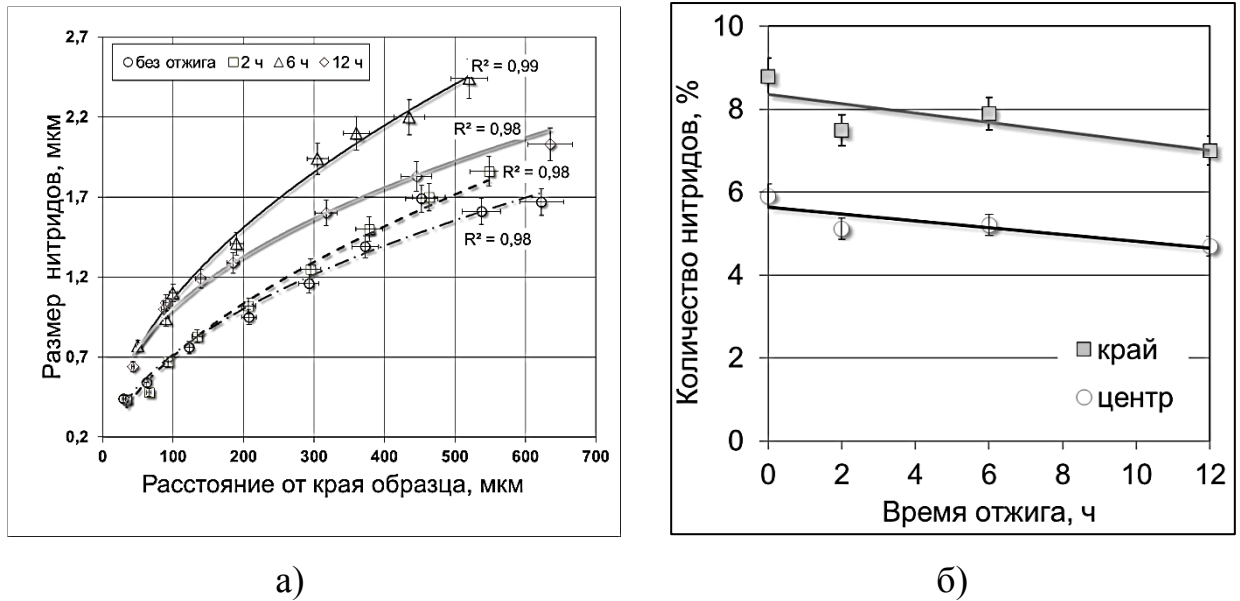 2,7
2,2
1,7
1,2
0,7
0,2
Размер нитридов, мкм
без отжига 2 ч 6 ч 12 ч
R² = 0,99
R² = 0,98
R² = 0,98
R² = 0,98
0 100 200 300 400 500 600 700
Расстояние от края образца, мкм
а)
10
8
6
4
2
0
Количество нитридов, %
край
центр
0 2 4 6 8 10 12
Время отжига, ч
б)